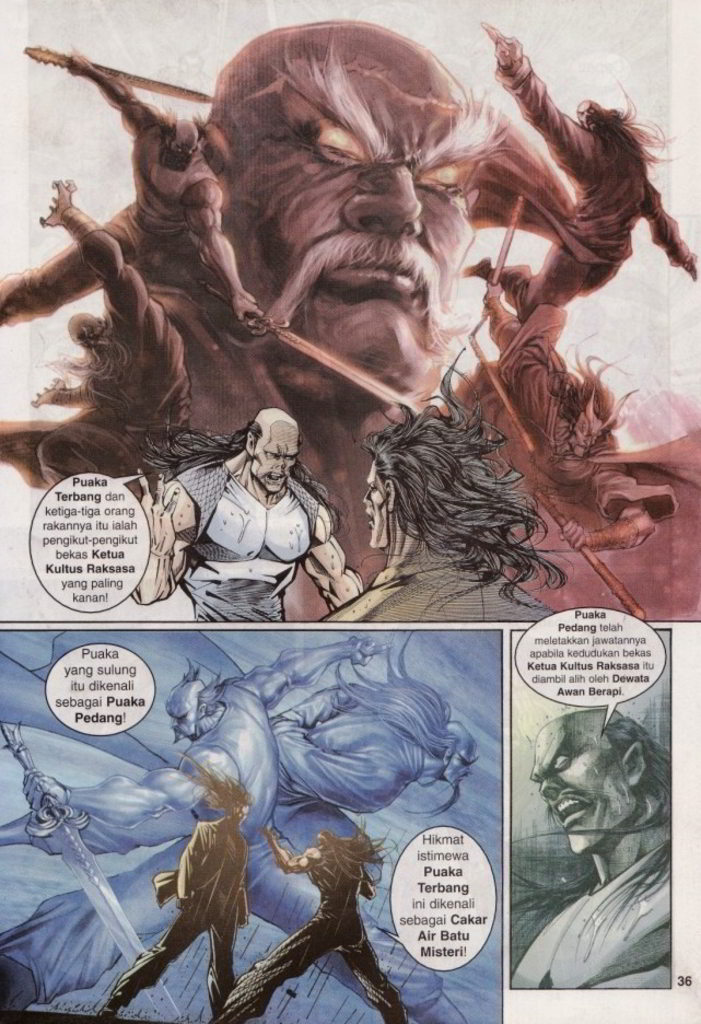 Puaka
Terbang dan
ketiga-tiga orang
rakannya itu ialah
pengikut-pengikut
bekas Ketua
Kultus Raksasa
yang paling
kanan!
Puaka
yang sulung
itu dikenali
sebagai Puaka
Pedang!
Hikmat
istimewa
Puaka
Terbang
ini dikenali
sebagai Cakar
Air Batu
Misteri!
Puaka
Pedang telah
meletakkan jawatannya
apabila kedudukan bekas
Ketua Kultus Raksasa itu
diambil alih oleh Dewata
Awan Berapi.
36